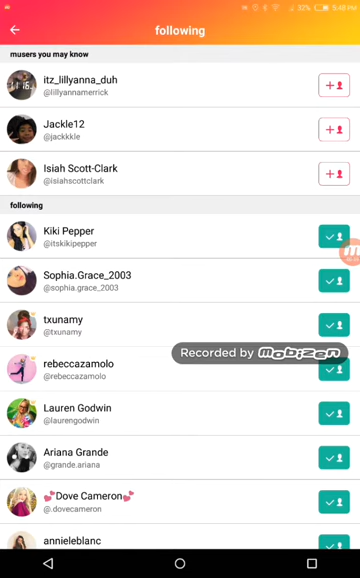 32% 5:48 PM
following
musers you may know
itz_lillyanna_duh
@lillyannamerrick
Jackle12
@jackkkle
Isiah Scott-Clark
@isiahscottclark
following
Kiki Pepper
@itskikipepper
Sophia.Grace_2003
@sophia.grace_2003
txunamy
@txunamy
Recorded by mobizen
rebeccazamolo
@rebeccazamolo
Lauren Godwin
@laurengodwin
Ariana Grande
@grande.ariana
💕Dove Cameron💕
@.dovecameron
annieleblanc